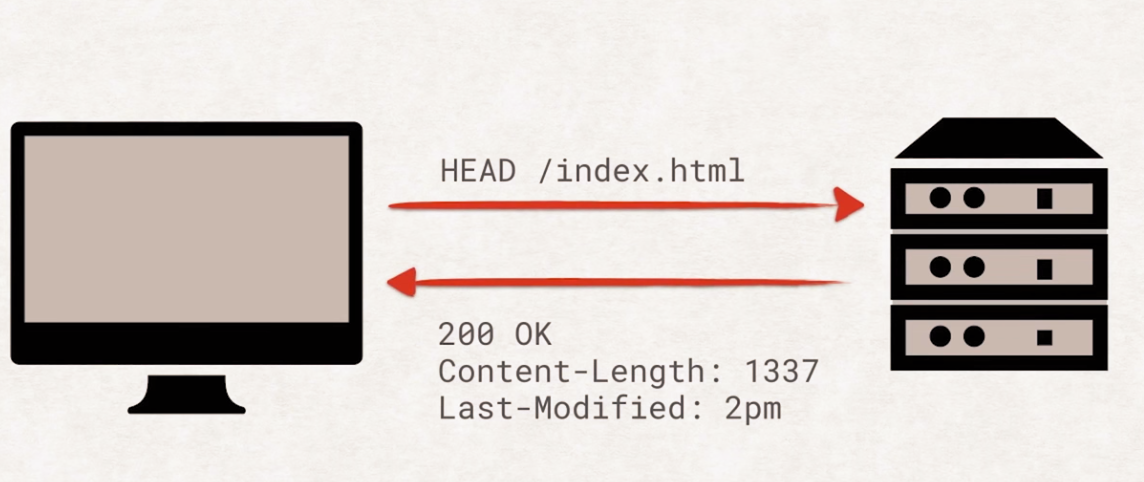 HEAD /index.html
200 OK
Content-Length: 1337
Last-Modified: 2pm